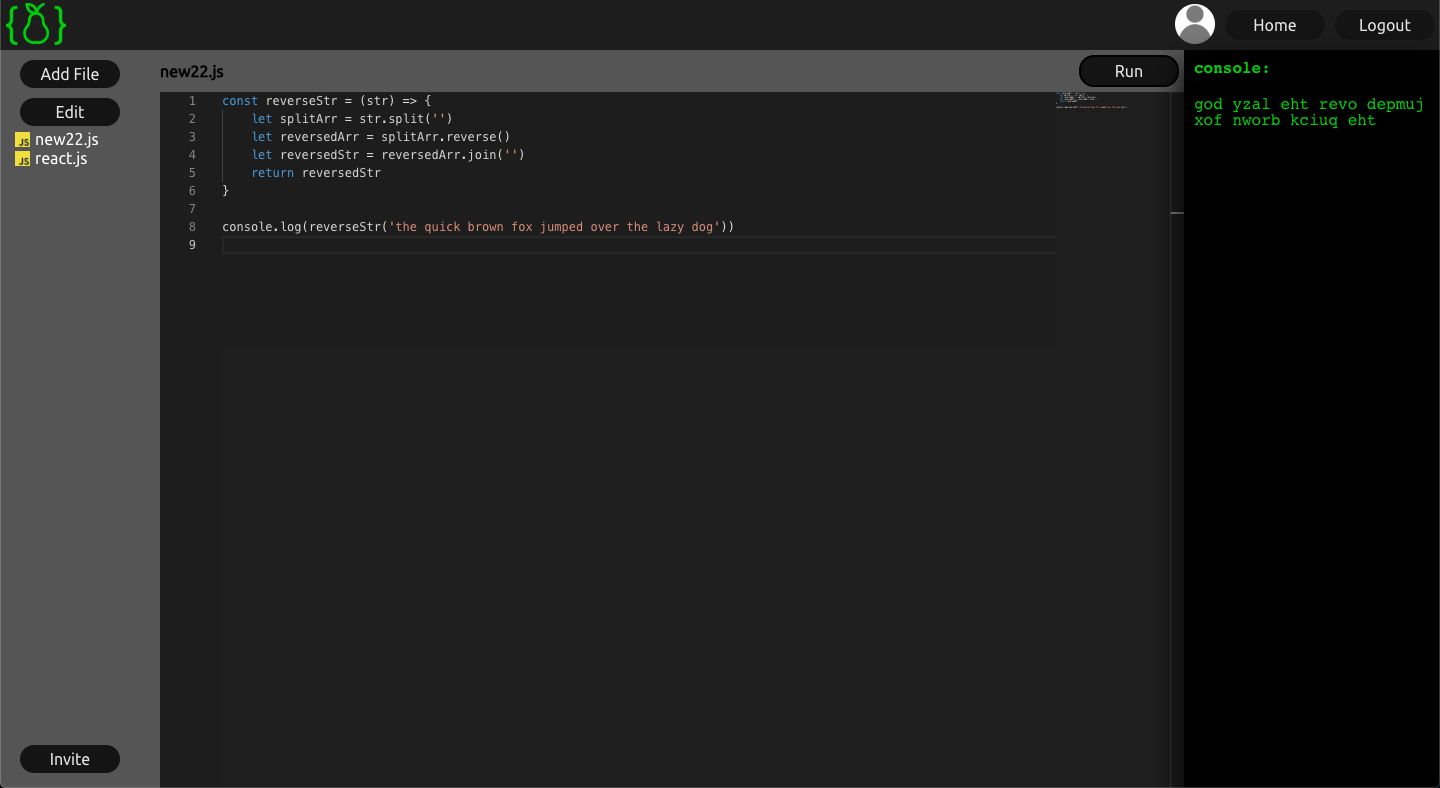 { }
Home
Logout
Add File
Edit
JS new22.js
JS react.js
Invite
new22.js
Run
1 const reverseStr = (str) => {
2     let splitArr = str.split('')
3     let reversedArr = splitArr.reverse()
4     let reversedStr = reversedArr.join('')
5     return reversedStr
6 }
7
8 console.log(reverseStr('the quick brown fox jumped over the lazy dog'))
9
console:
god yzal eht revo depmuj
xof nworb kciuq eht